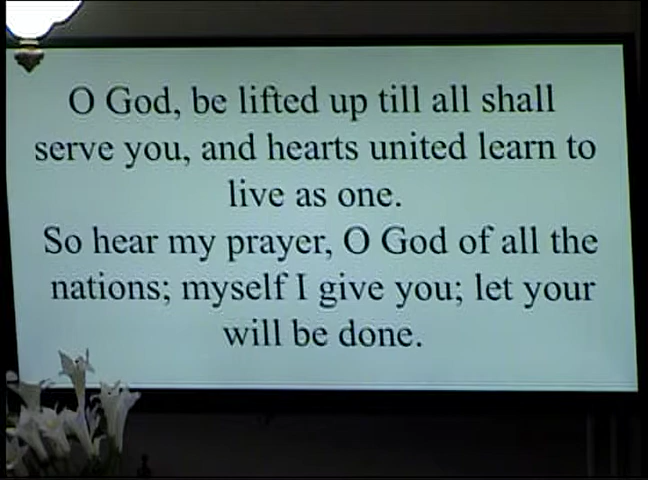 O God, be lifted up till all shall
serve you, and hearts united learn to
live as one.
So hear my prayer, O God of all the
nations; myself I give you; let your
will be done.